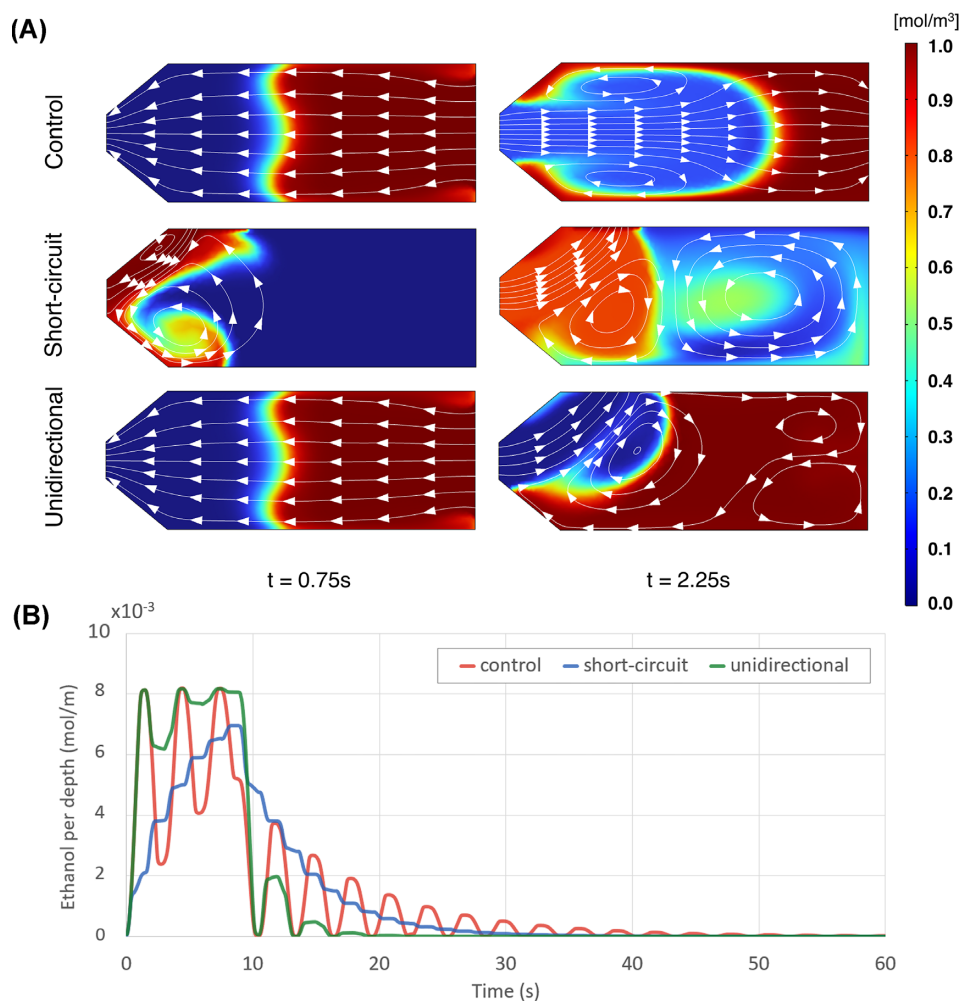 (A)
[mol/m³]
Control
Short-circuit
Unidirectional
1.0
0.9
0.8
0.7
0.6
0.5
0.4
0.3
0.2
0.1
0.0
t = 0.75s
t = 2.25s
(B)
x10⁻³
control
short-circuit
unidirectional
Ethanol per depth (mol/m)
10
8
6
4
2
0
0 10 20 30 40 50 60
Time (s)